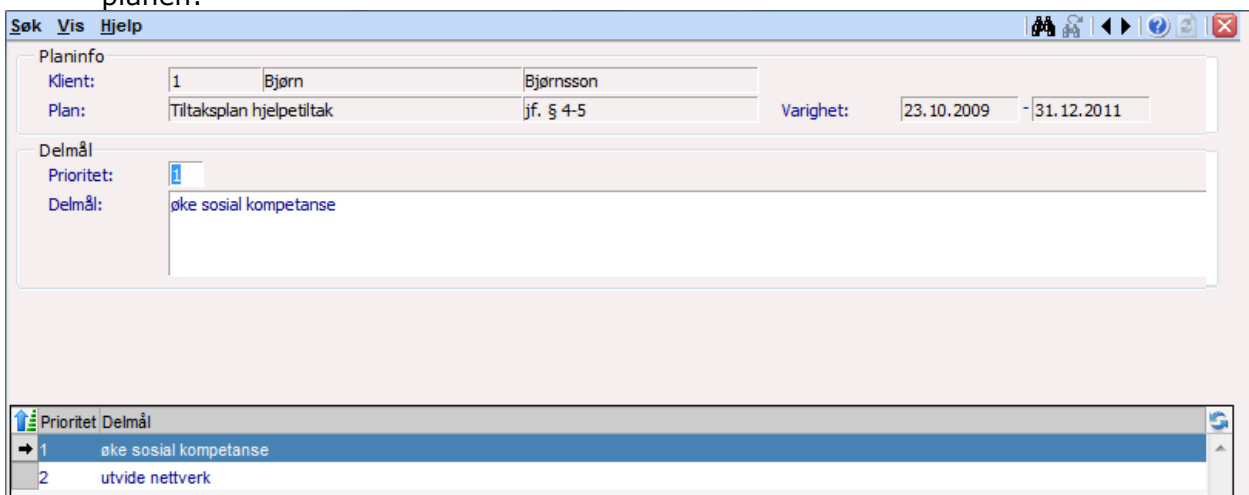 planen.
Søk Vis Hjelp
Planinfo
Klient: 1 Bjørn Bjørnsson
Plan: Tiltaksplan hjelpetiltak jf. § 4-5 Varighet: 23.10.2009 - 31.12.2011
Delmål
Prioritet: 1
Delmål: øke sosial kompetanse
Prioritet Delmål
1 øke sosial kompetanse
2 utvide nettverk